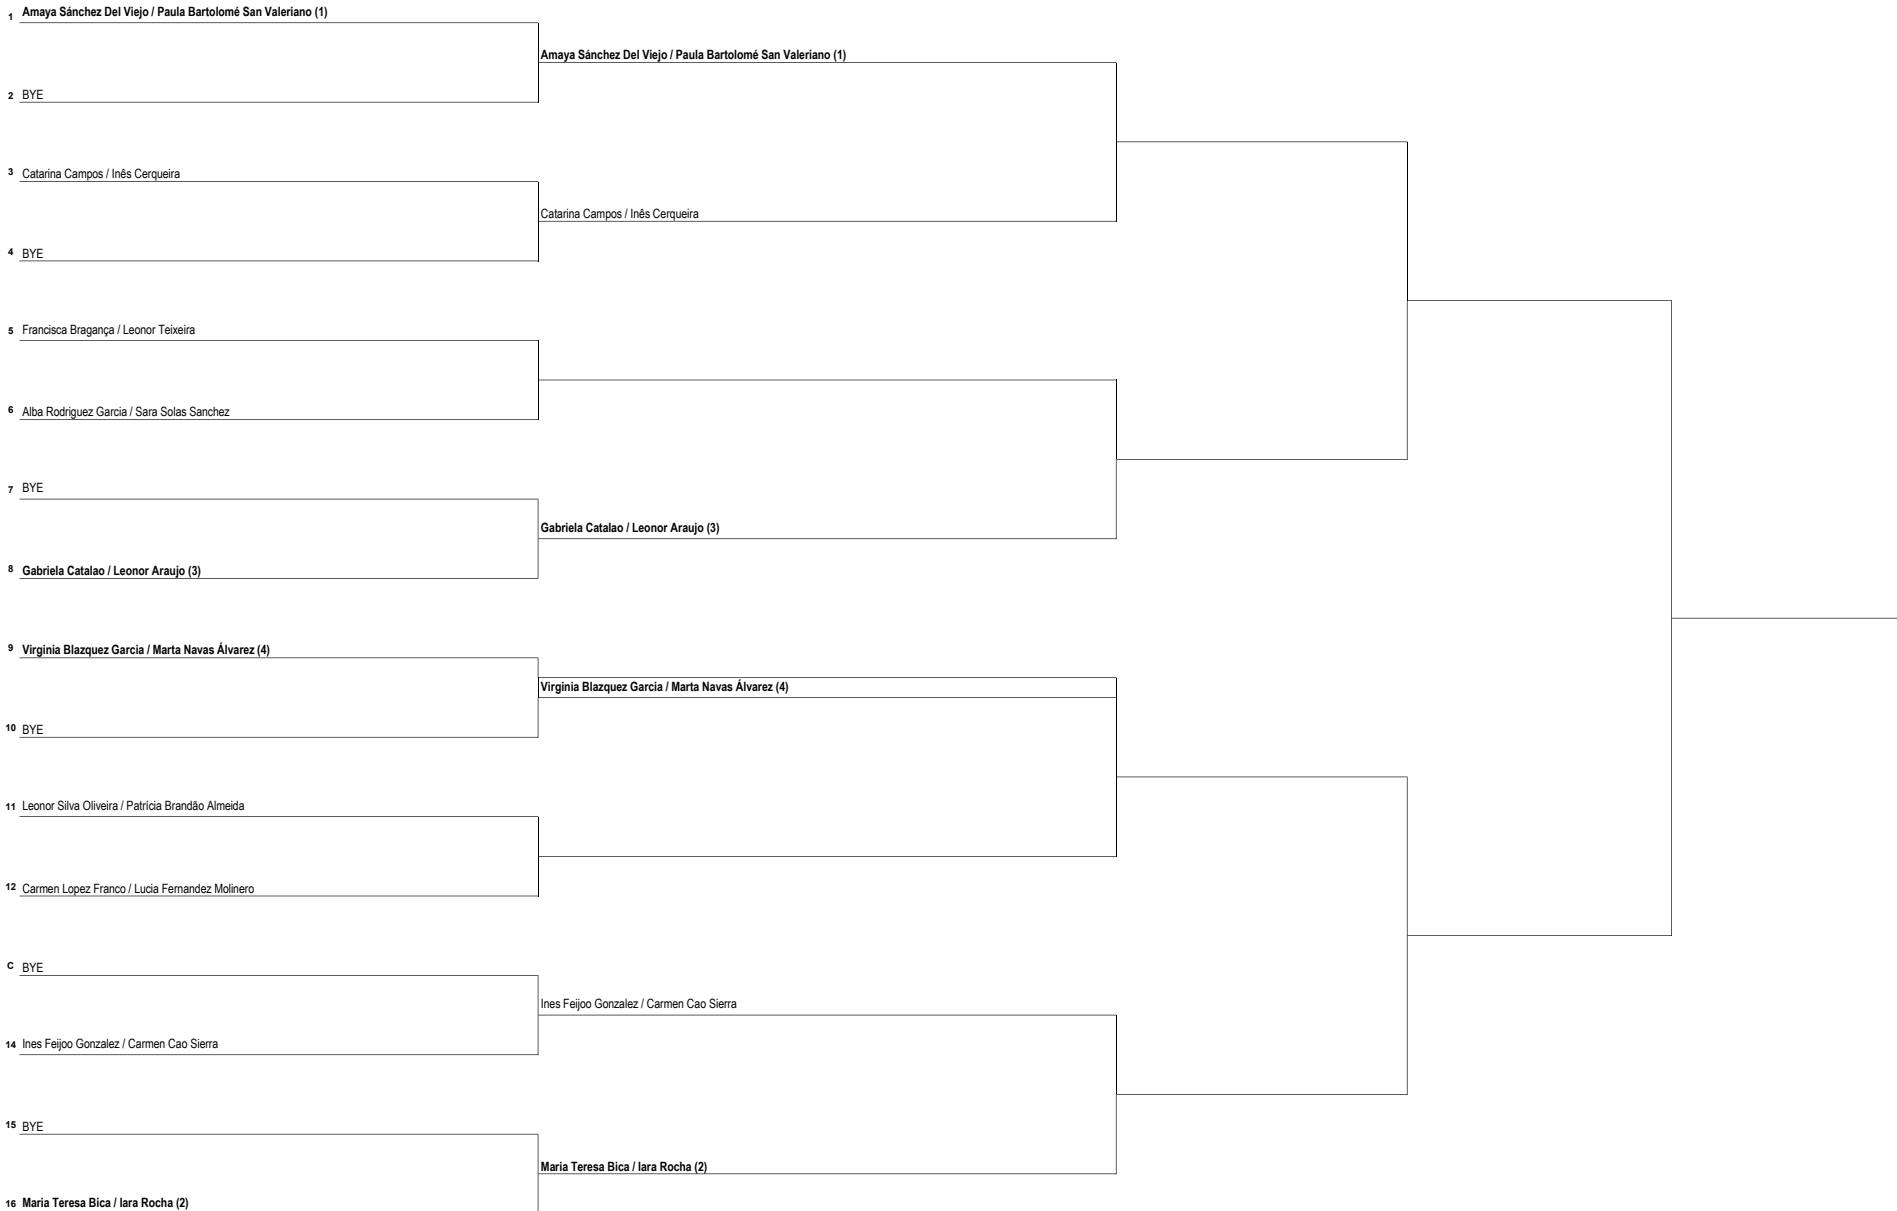 1 Amaya Sánchez Del Viejo / Paula Bartolomé San Valeriano (1)
Amaya Sánchez Del Viejo / Paula Bartolomé San Valeriano (1)
2 BYE
3 Catarina Campos / Inês Cerqueira
Catarina Campos / Inês Cerqueira
4 BYE
5 Francisca Bragança / Leonor Teixeira
6 Alba Rodriguez Garcia / Sara Solas Sanchez
7 BYE
Gabriela Catalao / Leonor Araujo (3)
8 Gabriela Catalao / Leonor Araujo (3)
9 Virginia Blazquez Garcia / Marta Navas Álvarez (4)
Virginia Blazquez Garcia / Marta Navas Álvarez (4)
10 BYE
11 Leonor Silva Oliveira / Patrícia Brandão Almeida
12 Carmen Lopez Franco / Lucia Fernandez Molinero
C BYE
Ines Feijoo Gonzalez / Carmen Cao Sierra
14 Ines Feijoo Gonzalez / Carmen Cao Sierra
15 BYE
Maria Teresa Bica / Iara Rocha (2)
16 Maria Teresa Bica / Iara Rocha (2)